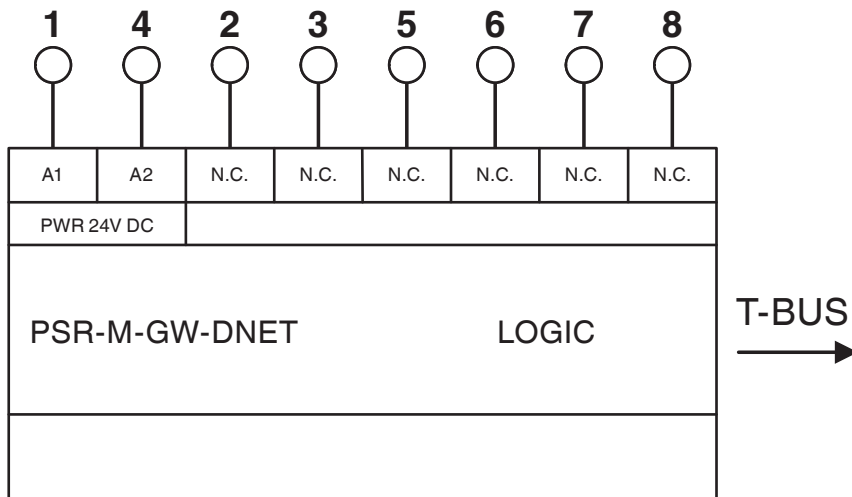 1 4 2 3 5 6 7 8
A1 A2 N.C. N.C. N.C. N.C. N.C. N.C.
PWR 24V DC
PSR-M-GW-DNET LOGIC T-BUS